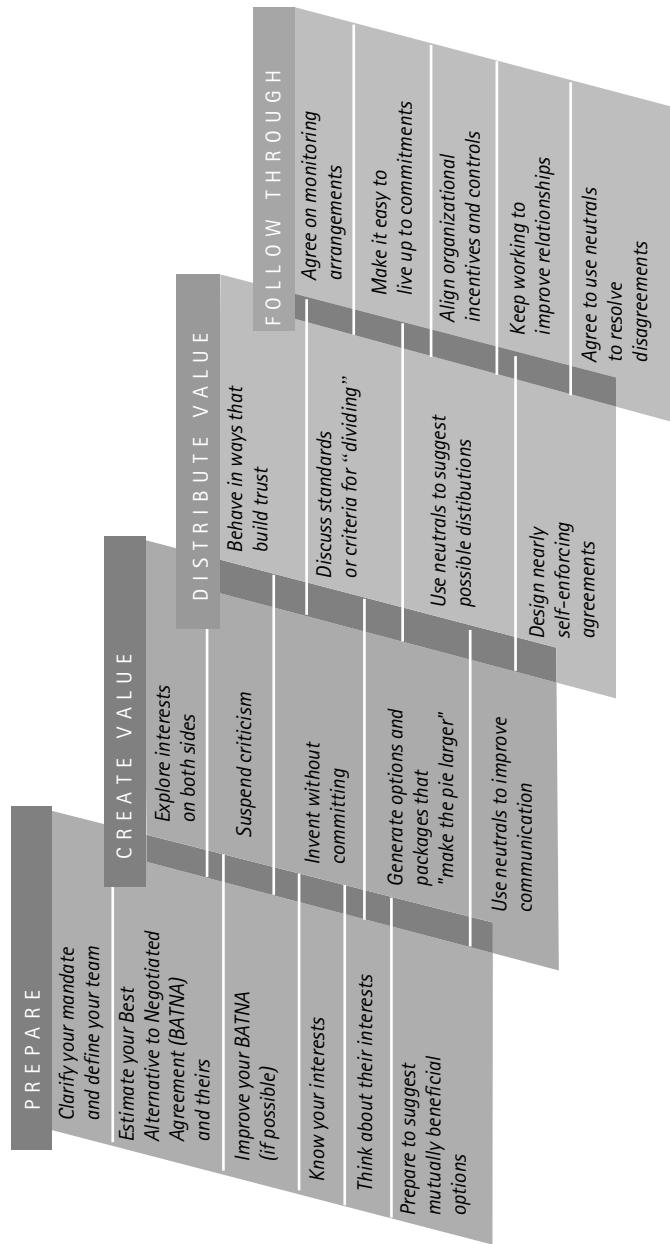 PREPARE
Clarify your mandate
and define your team
Estimate your Best
Alternative to Negotiated
Agreement (BATNA)
and theirs
Improve your BATNA
(if possible)
Know your interests
Think about their interests
Prepare to suggest
mutually beneficial
options
CREATE VALUE
Explore interests
on both sides
Suspend criticism
Invent without
committing
Generate options and
packages that
"make the pie larger"
Use neutrals to improve
communication
DISTRIBUTE VALUE
Behave in ways that
build trust
Discuss standards
or criteria for “dividing”
Use neutrals to suggest
possible distibutions
Design nearly
self-enforcing
agreements
FOLLOW THROUGH
Agree on monitoring
arrangements
Make it easy to
live up to commitments
Align organizational
incentives and controls
Keep working to
improve relationships
Agree to use neutrals
to resolve
disagreements